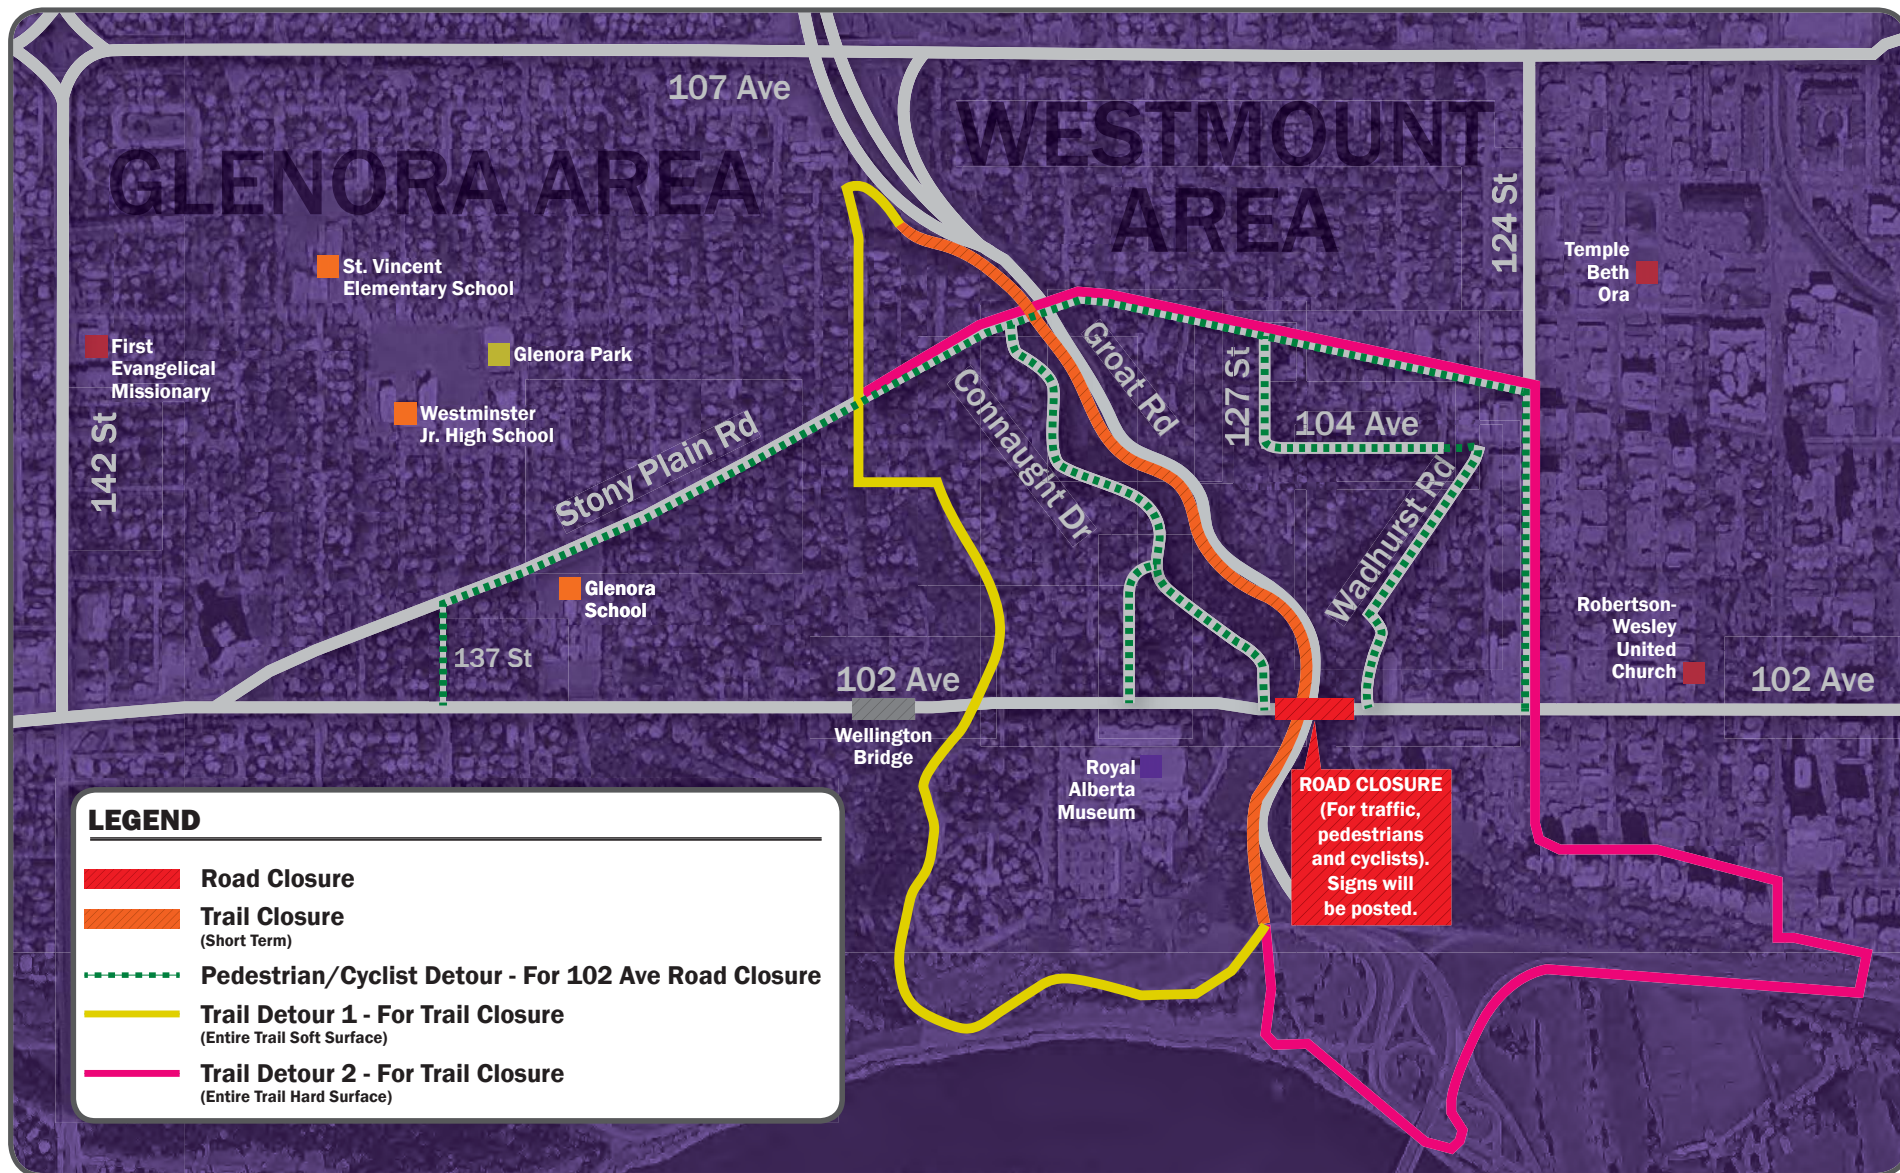 107 Ave
GLENORA AREA
WESTMOUNT
AREA
124 St
Temple
Beth
Ora
St. Vincent
Elementary School
First
Evangelical
Missionary
Glenora Park
Westminster
Jr. High School
142 St
Stony Plain Rd
Groat Rd
Connaught Dr
127 St
104 Ave
Wadhurst Rd
Glenora
School
137 St
102 Ave
Wellington
Bridge
Royal
Alberta
Museum
Robertson-
Wesley
United
Church
102 Ave
ROAD CLOSURE
(For traffic,
pedestrians
and cyclists).
Signs will
be posted.
LEGEND
Road Closure
Trail Closure
(Short Term)
Pedestrian/Cyclist Detour - For 102 Ave Road Closure
Trail Detour 1 - For Trail Closure
(Entire Trail Soft Surface)
Trail Detour 2 - For Trail Closure
(Entire Trail Hard Surface)